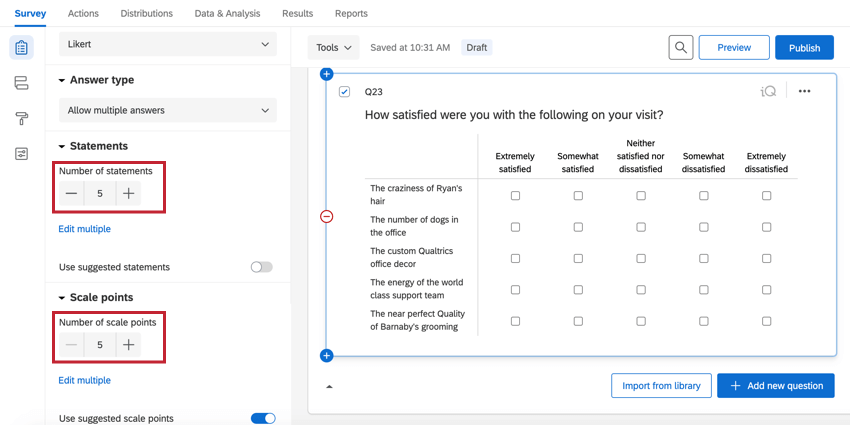 Survey Actions Distributions Data & Analysis Results Reports
Likert
Tools Saved at 10:31 AM Draft Preview Publish
Answer type
Allow multiple answers
Statements
Number of statements
5
Edit multiple
Use suggested statements
Scale points
Number of scale points
5
Edit multiple
Use suggested scale points
Q23 iQ
How satisfied were you with the following on your visit?
Extremely
satisfied
Somewhat
satisfied
Neither
satisfied nor
dissatisfied
Somewhat
dissatisfied
Extremely
dissatisfied
The craziness of Ryan's
hair
The number of dogs in
the office
The custom Qualtrics
office decor
The energy of the world
class support team
The near perfect Quality
of Barnaby's grooming
Import from library Add new question